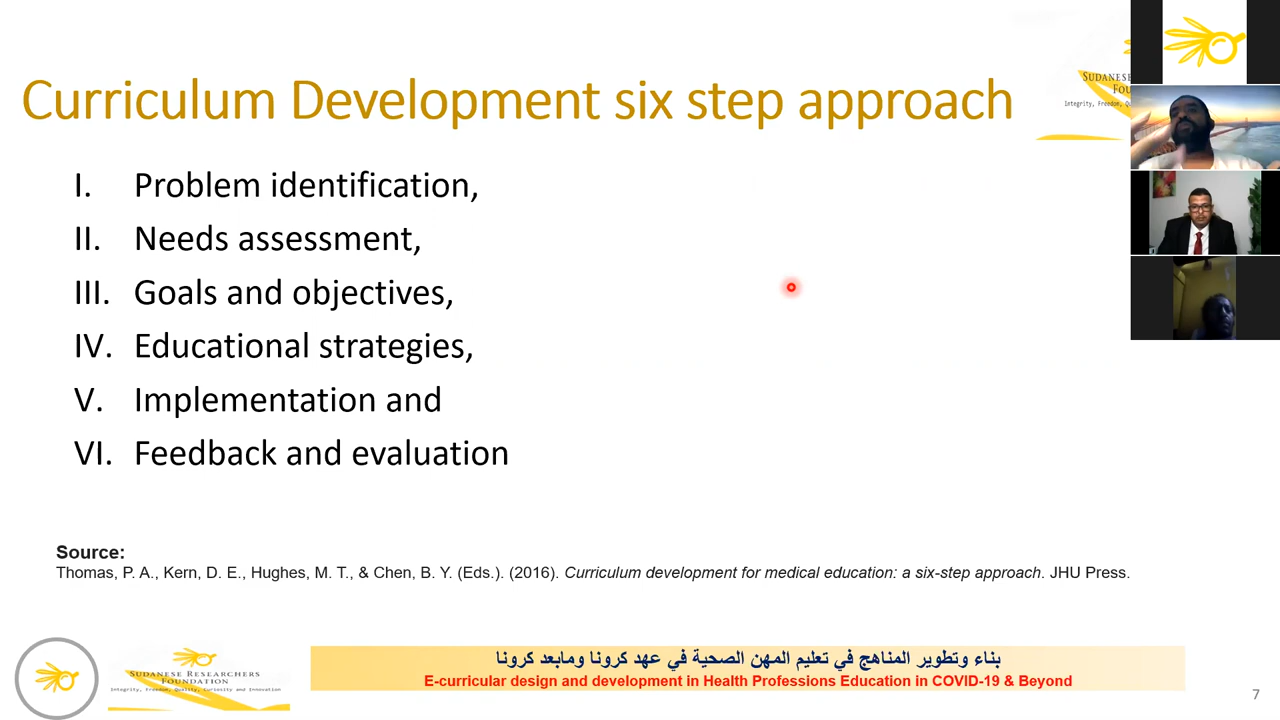 Curriculum Development six step approach
SUDANESE
Integrity, Freedom,
I. Problem identification,
II. Needs assessment,
III. Goals and objectives,
IV. Educational strategies,
V. Implementation and
VI. Feedback and evaluation
Source:
Thomas, P. A., Kern, D. E., Hughes, M. T., & Chen, B. Y. (Eds.). (2016). Curriculum development for medical education: a six-step approach. JHU Press.
SUDANESE RESEARCHERS
FOUNDATION
Integrity, Freedom, Quality, Curiosity and Innovation
بناء وتطوير المناهج في تعليم المهن الصحية في عهد كرونا ومابعد كرونا
E-curricular design and development in Health Professions Education in COVID-19 & Beyond
7